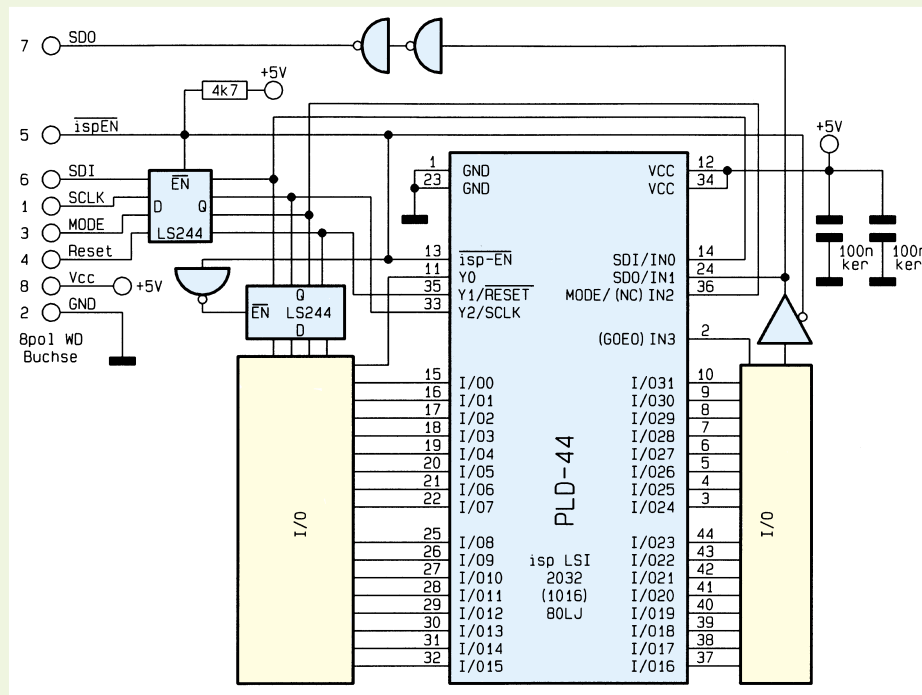 7 SDO
4k7 +5V
5 ispEN
6 SDI
1 SCLK
3 MODE
4 Reset
8 Vcc +5V
2 GND
8pol WD
Buchse
EN
D Q
LS244
Q
EN LS244
D
I/O
1 GND
23 GND
13 isp-EN
11 Y0
35 Y1/RESET
33 Y2/SCLK
15 I/O0
16 I/O1
17 I/O2
18 I/O3
19 I/O4
20 I/O5
21 I/O6
22 I/O7
25 I/O8
26 I/O9
27 I/O10
28 I/O11
29 I/O12
30 I/O13
31 I/O14
32 I/O15
PLD-44
isp LSI
2032
(1016)
80LJ
VCC 12
VCC 34
SDI/IN0 14
SDO/IN1 24
MODE/(NC)IN2 36
(GOE0) IN3 2
I/O31 10
I/O30 9
I/O29 8
I/O28 7
I/O27 6
I/O26 5
I/O25 4
I/O24 3
I/O23 44
I/O22 43
I/O21 42
I/O20 41
I/O19 40
I/O18 39
I/O17 38
I/O16 37
+5V
100n
ker
100n
ker
I/O